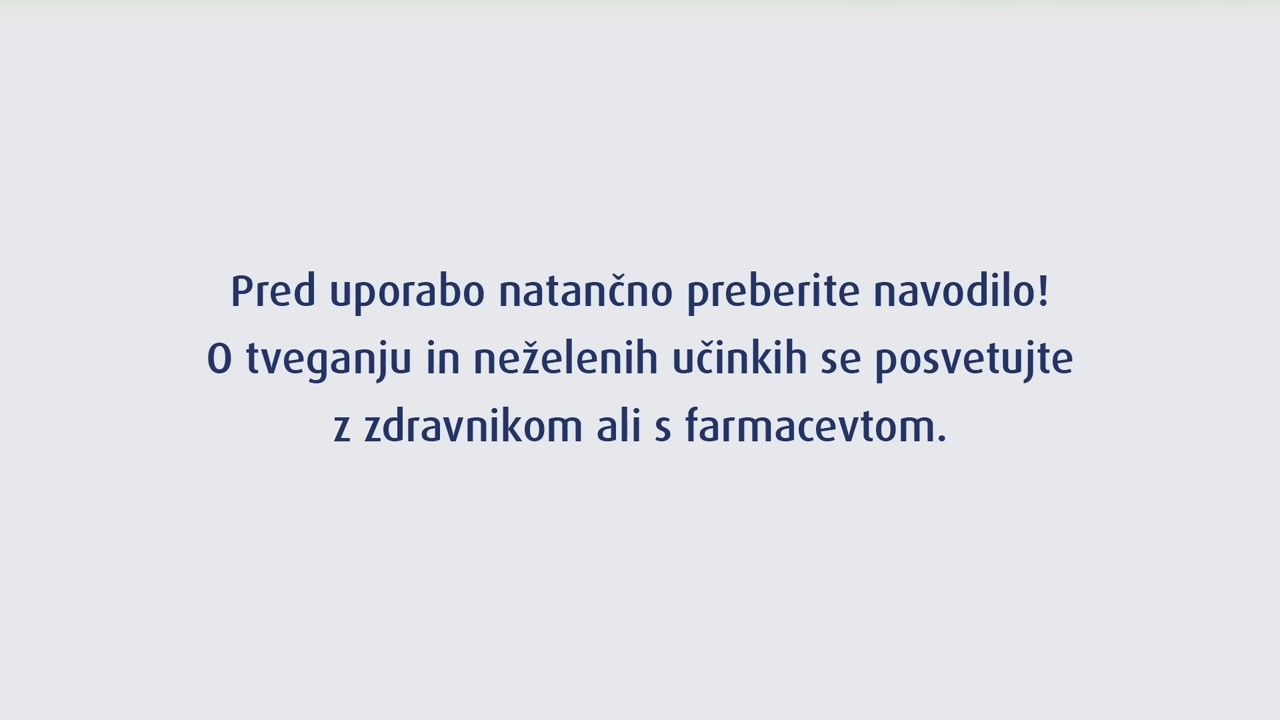 Pred uporabo natančno preberite navodilo!
O tveganju in neželenih učinkih se posvetujte
z zdravnikom ali s farmacevtom.